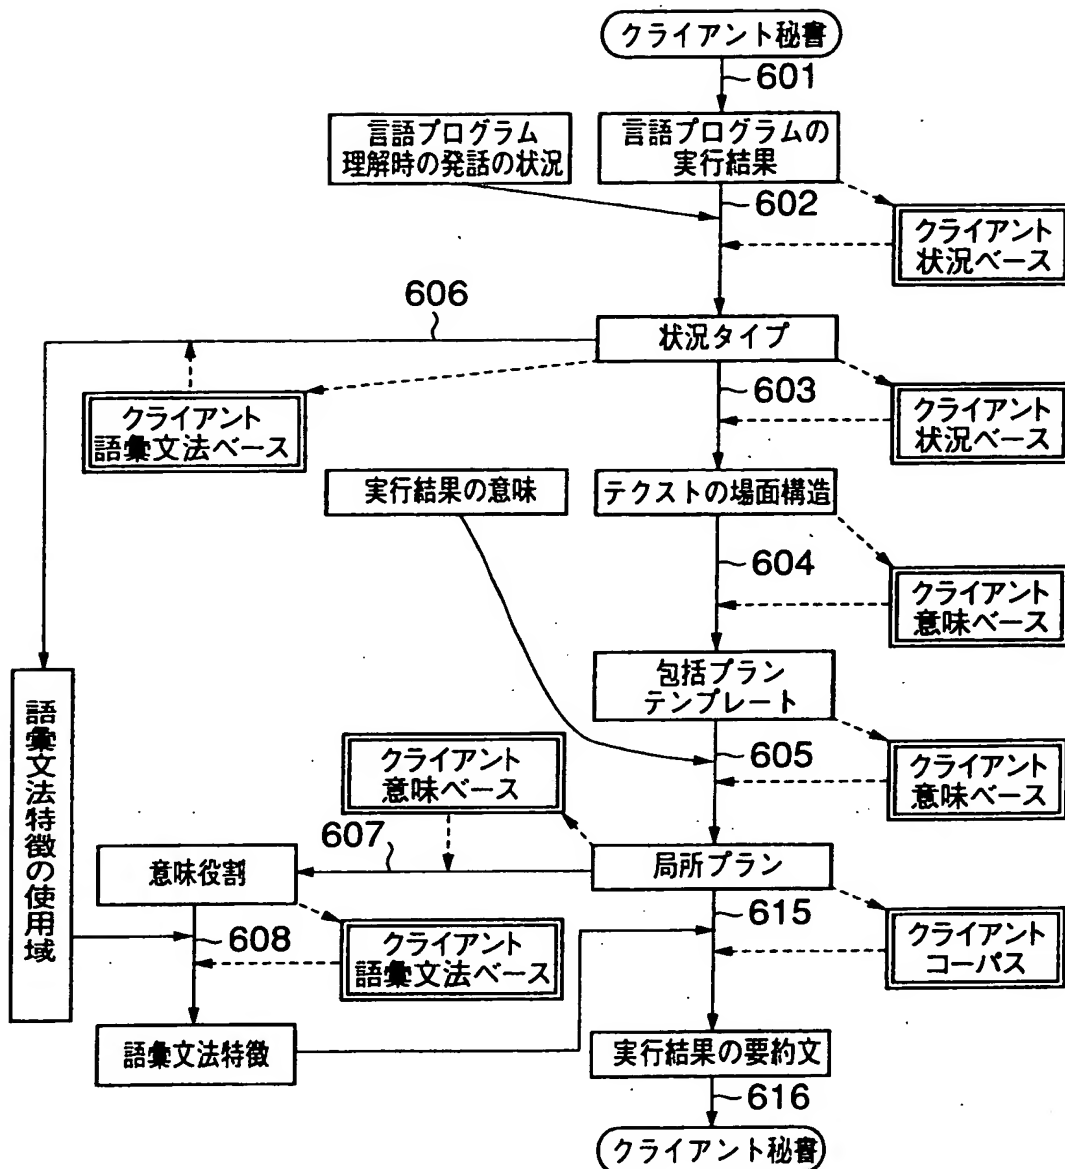 クライアント秘書
601
言語プログラム
理解時の発話の状況
言語プログラムの
実行結果
602
クライアント
状況ベース
606
状況タイプ
603
クライアント
語彙文法ベース
クライアント
状況ベース
実行結果の意味
テクストの場面構造
604
クライアント
意味ベース
包括プラン
テンプレート
語彙文法特徴の使用域
クライアント
意味ベース
605
クライアント
意味ベース
607
意味役割
局所プラン
615
608
クライアント
語彙文法ベース
クライアント
コーパス
語彙文法特徴
実行結果の要約文
616
クライアント秘書